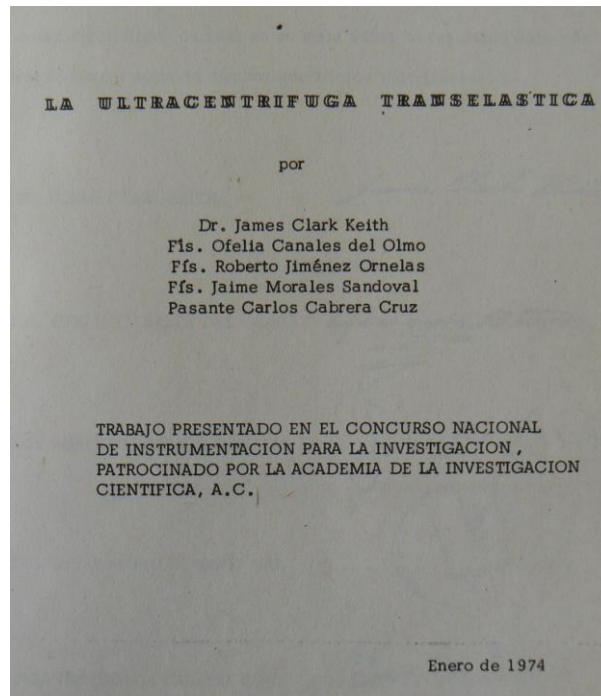 LA ULTRACENTRIFUGA TRANSELASTICA
por
Dr. James Clark Keith
Fís. Ofelia Canales del Olmo
Fís. Roberto Jiménez Ornelas
Fís. Jaime Morales Sandoval
Pasante Carlos Cabrera Cruz
TRABAJO PRESENTADO EN EL CONCURSO NACIONAL
DE INSTRUMENTACION PARA LA INVESTIGACION,
PATROCINADO POR LA ACADEMIA DE LA INVESTIGACION
CIENTIFICA, A.C.
Enero de 1974